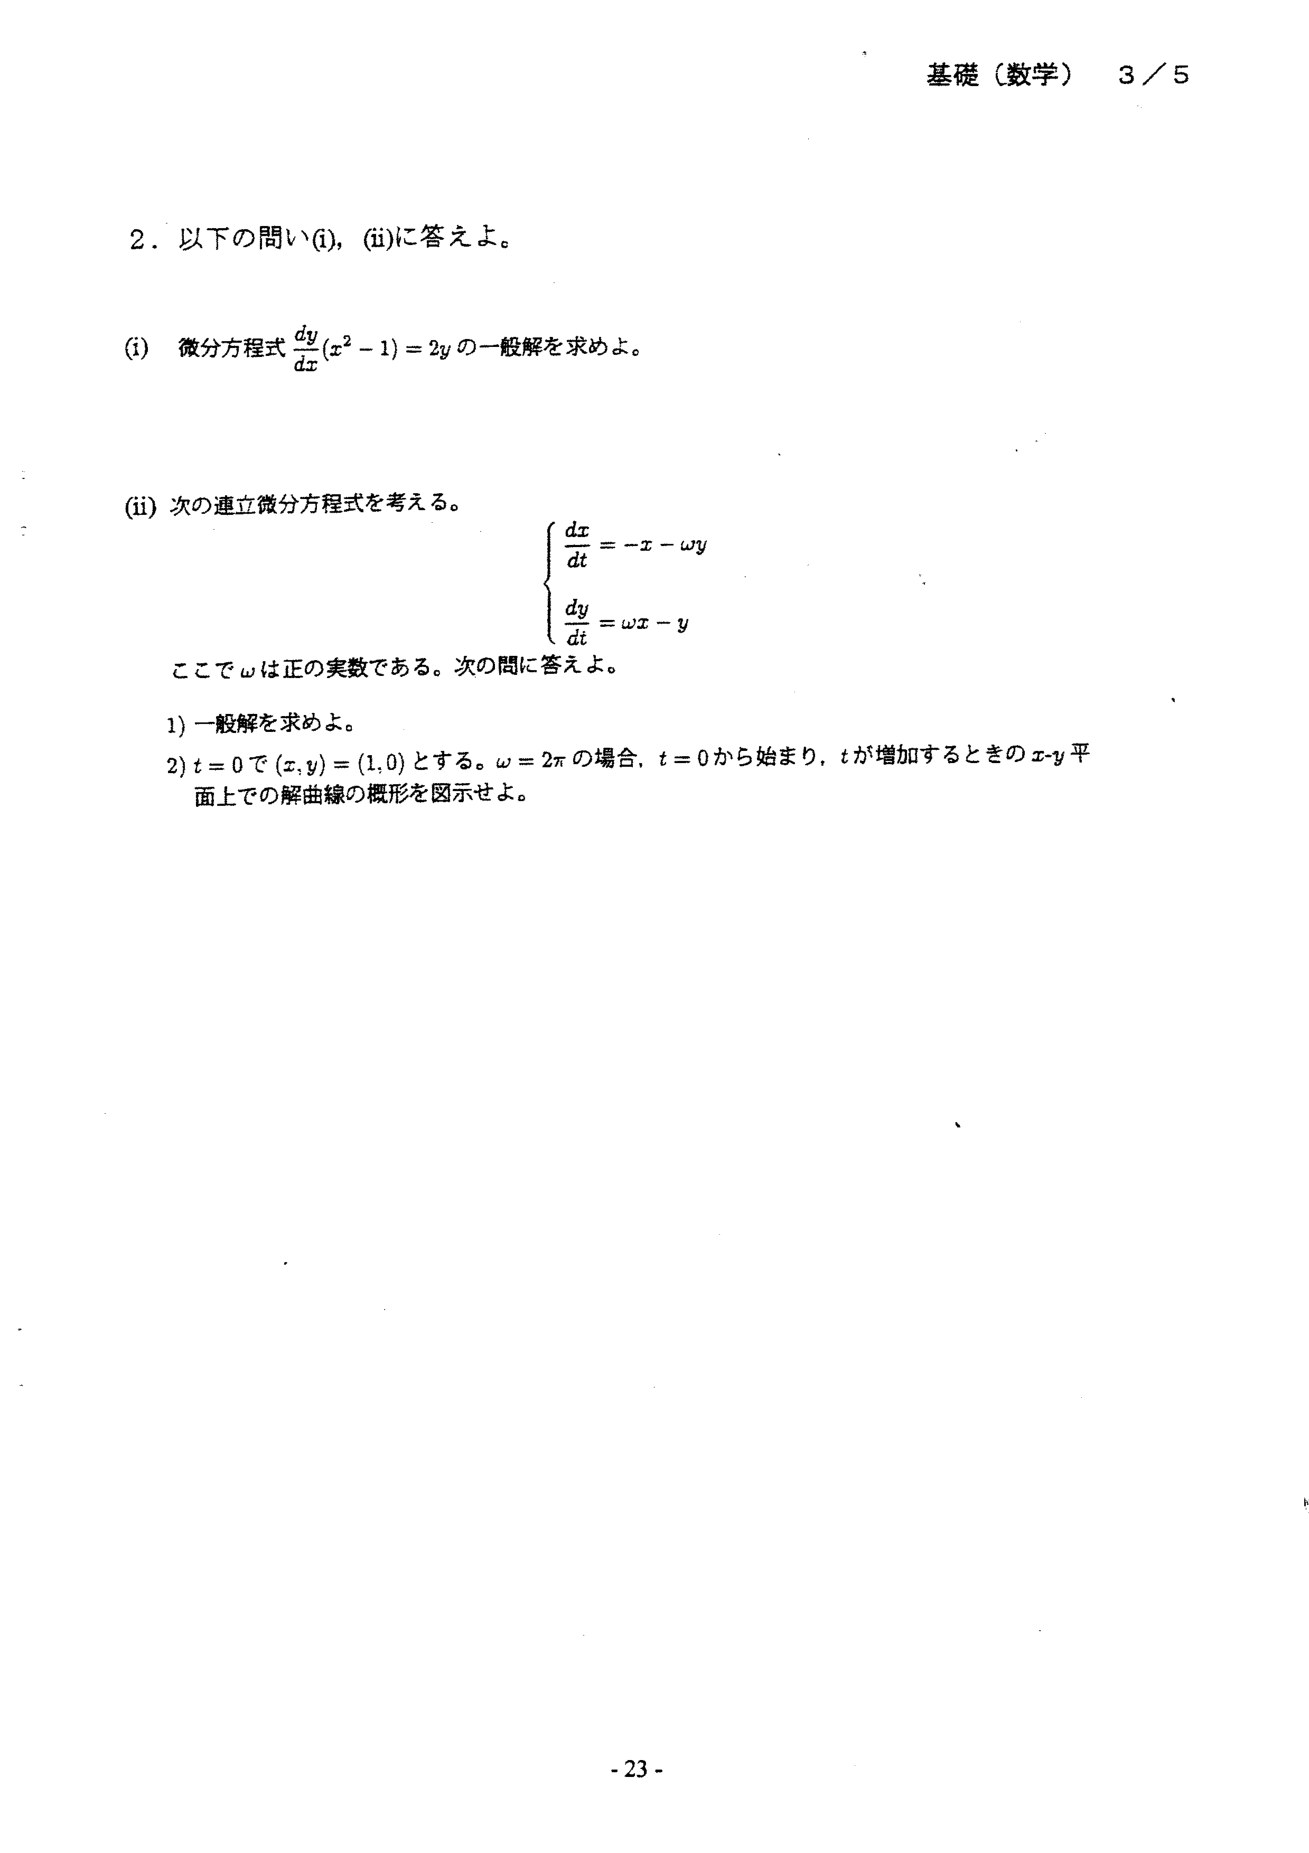 基礎（数学）　３／５
２．以下の問い(i),　(ii)に答えよ。
(i)　微分方程式 \frac{dy}{dx}(x^2 - 1) = 2y の一般解を求めよ。
(ii) 次の連立微分方程式を考える。
\frac{dx}{dt} = -x - ωy
\frac{dy}{dt} = ωx - y
ここで ω は正の実数である。次の問に答えよ。
1) 一般解を求めよ。
2) t = 0 で (x, y) = (1, 0) とする。ω = 2π の場合，t = 0 から始まり，t が増加するときの x-y 平
面上での解曲線の概形を図示せよ。
- 23 -